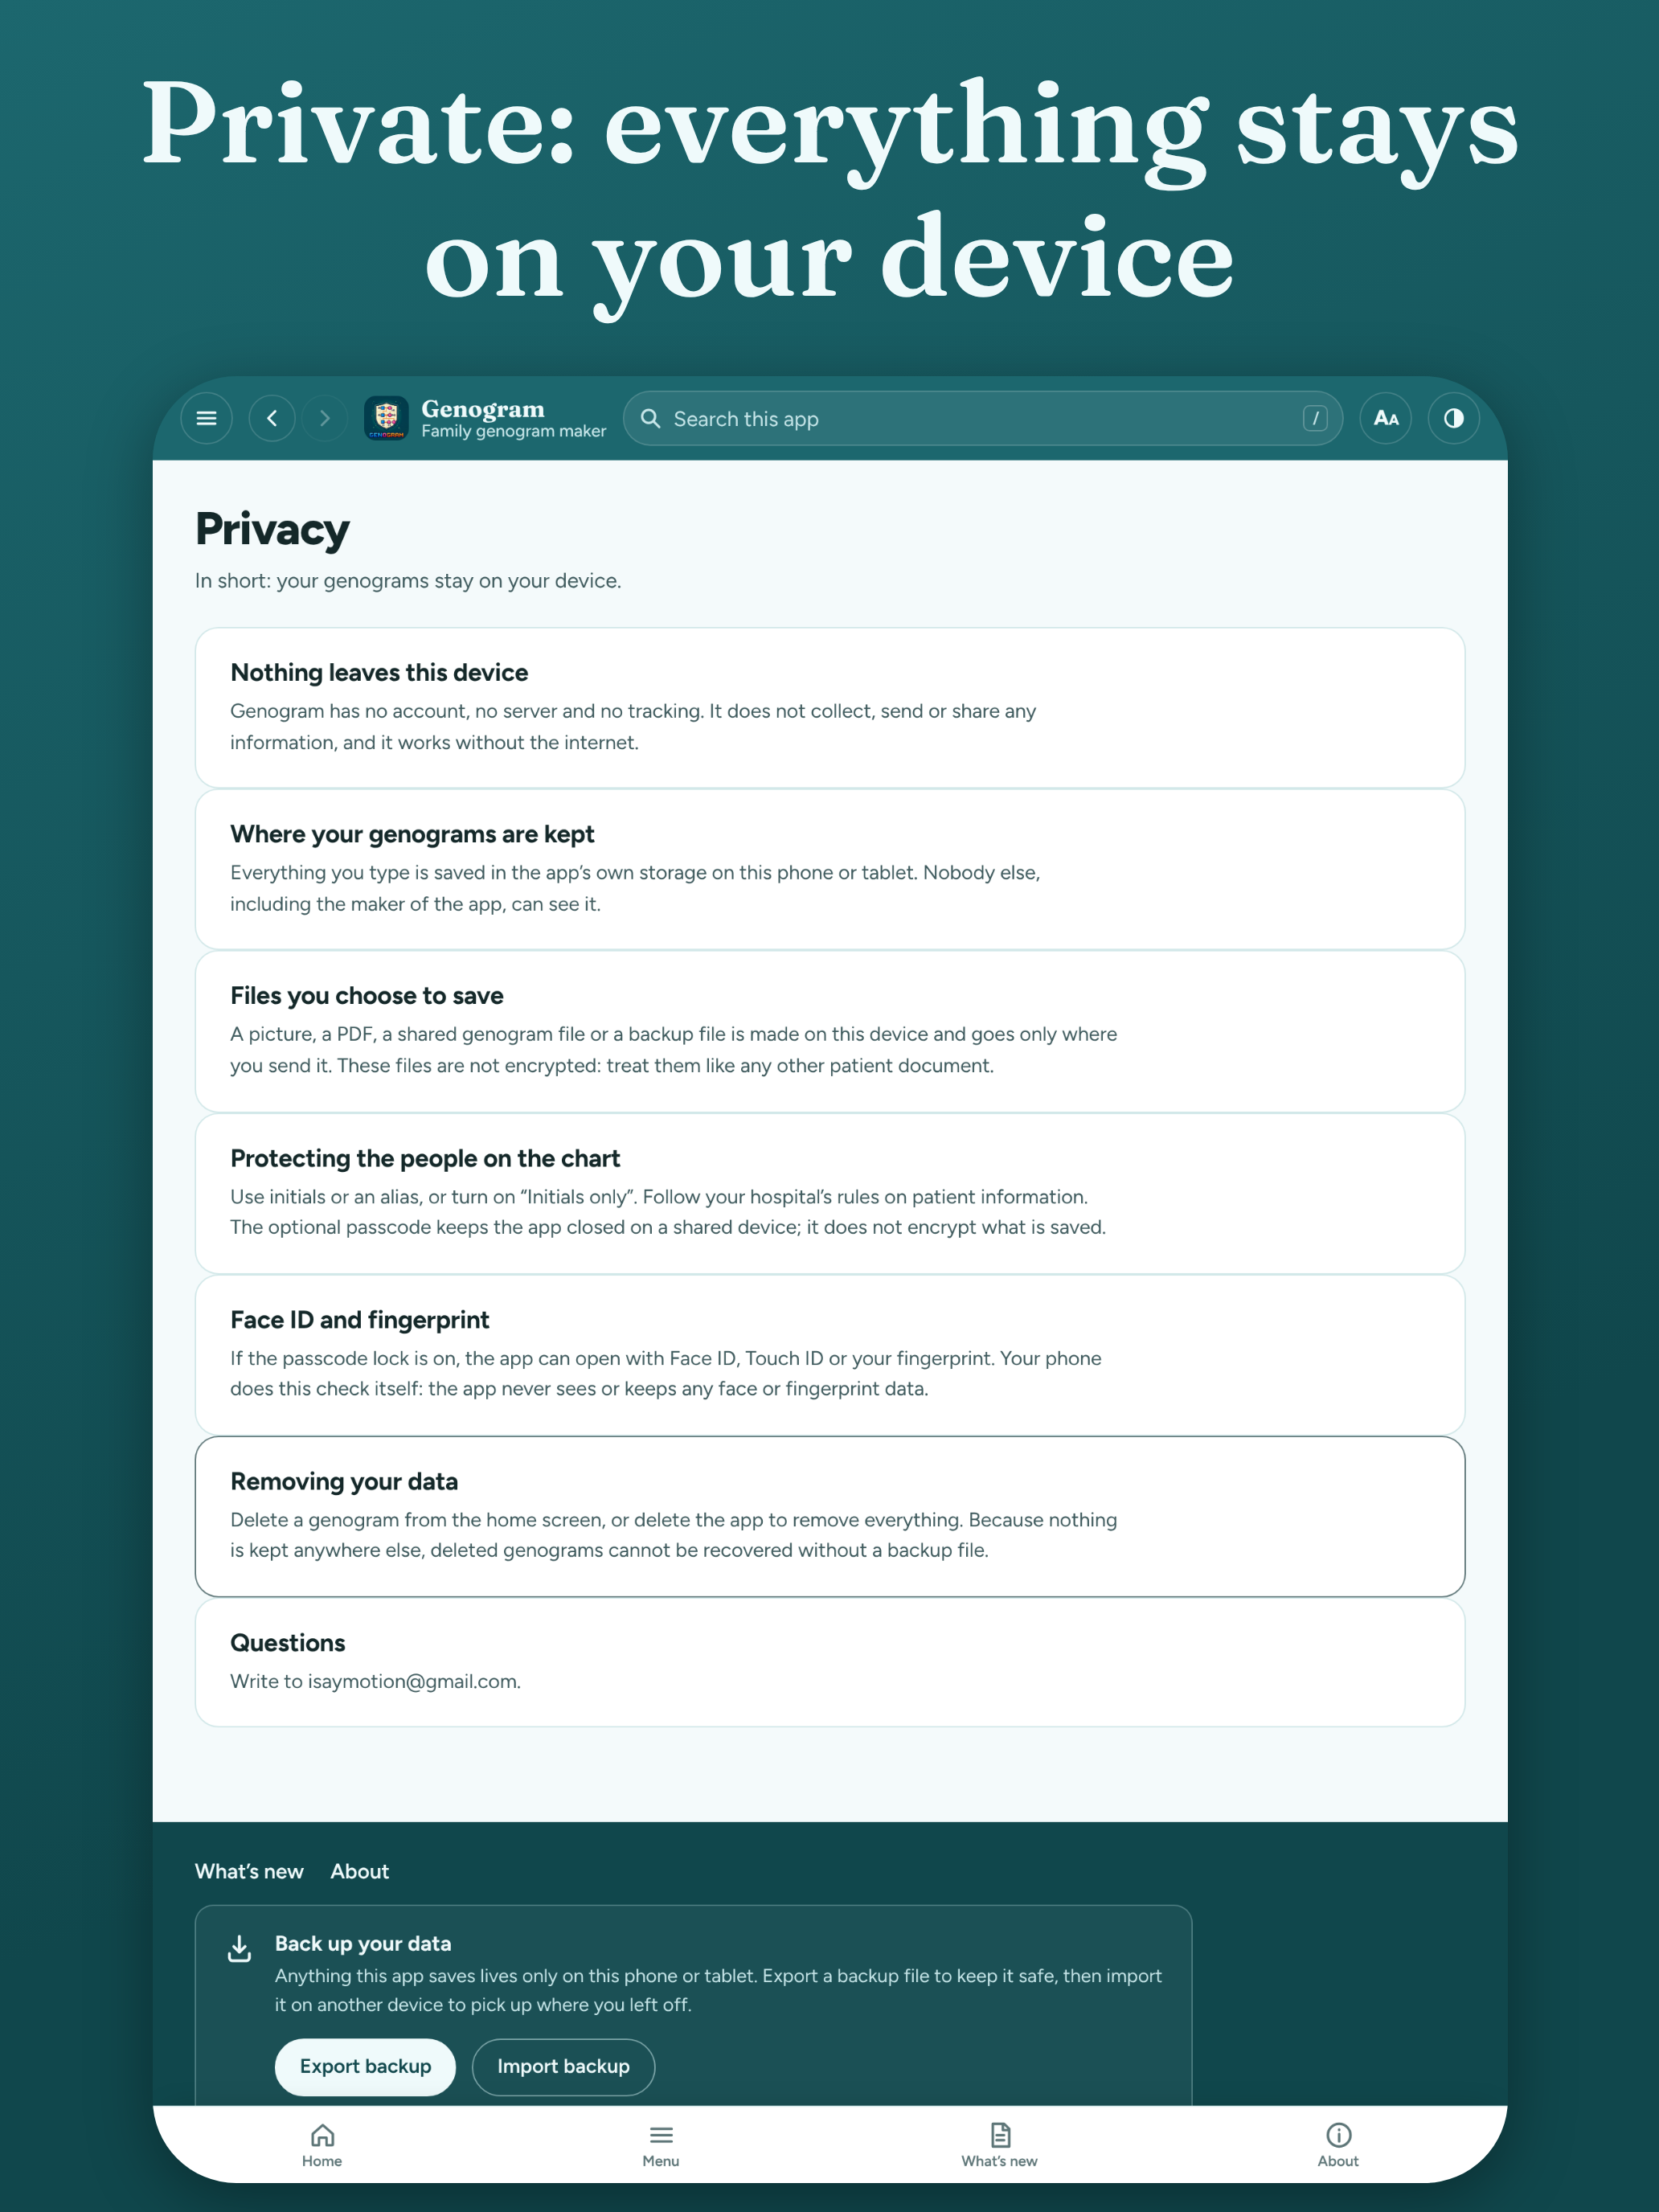 Private: everything stays
on your device
Genogram
Family genogram maker
GENOGRAM
Search this app
/
AA
Privacy
In short: your genograms stay on your device.
Nothing leaves this device
Genogram has no account, no server and no tracking. It does not collect, send or share any
information, and it works without the internet.
Where your genograms are kept
Everything you type is saved in the app’s own storage on this phone or tablet. Nobody else,
including the maker of the app, can see it.
Files you choose to save
A picture, a PDF, a shared genogram file or a backup file is made on this device and goes only where
you send it. These files are not encrypted: treat them like any other patient document.
Protecting the people on the chart
Use initials or an alias, or turn on “Initials only”. Follow your hospital’s rules on patient information.
The optional passcode keeps the app closed on a shared device; it does not encrypt what is saved.
Face ID and fingerprint
If the passcode lock is on, the app can open with Face ID, Touch ID or your fingerprint. Your phone
does this check itself: the app never sees or keeps any face or fingerprint data.
Removing your data
Delete a genogram from the home screen, or delete the app to remove everything. Because nothing
is kept anywhere else, deleted genograms cannot be recovered without a backup file.
Questions
Write to isaymotion@gmail.com.
What’s new About
Back up your data
Anything this app saves lives only on this phone or tablet. Export a backup file to keep it safe, then import
it on another device to pick up where you left off.
Export backup Import backup
Home Menu What’s new About